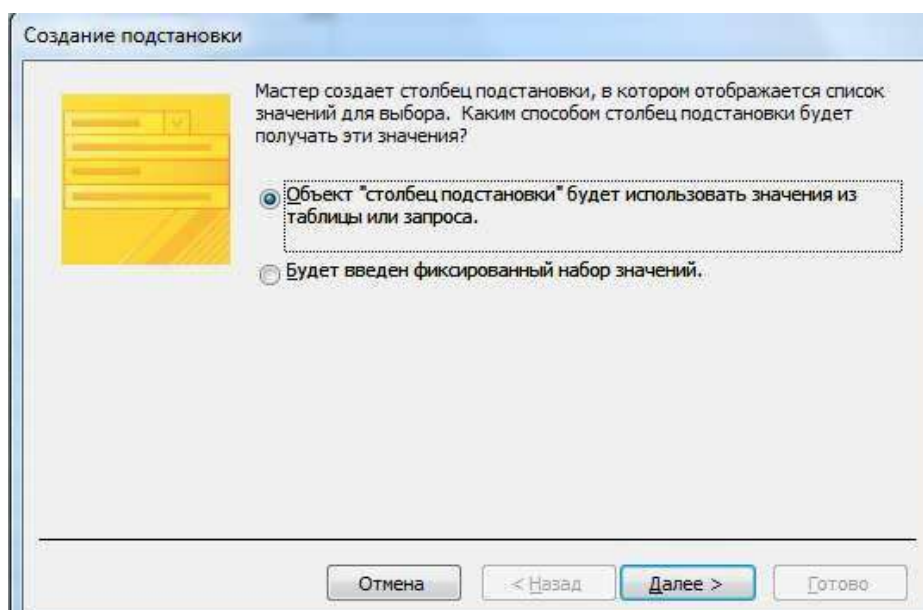 Создание подстановки
Мастер создает столбец подстановки, в котором отображается список
значений для выбора. Каким способом столбец подстановки будет
получать эти значения?
Объект "столбец подстановки" будет использовать значения из
таблицы или запроса.
Будет введен фиксированный набор значений.
Отмена
< Назад
Далее >
Готово